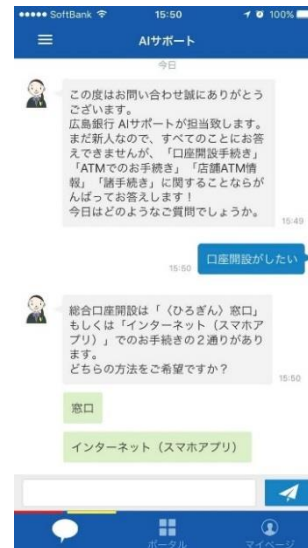 SoftBank 15:50 100%
AIサポート
今日
この度はお問い合わせ誠にありがとう
ございます。
広島銀行 AIサポートが担当致します。
まだ新人なので、すべてのことにお答
えできませんが、「口座開設手続き」
「ATMでのお手続き」「店舗ATM情
報」「諸手続き」に関することならが
んばってお答えします!
今日はどのようなご質問でしょうか。
15:49
口座開設がしたい
15:50
総合口座開設は「〈ひろぎん〉窓口」
もしくは「インターネット(スマホア
プリ)」でのお手続きの2通りがあり
ます。
どちらの方法をご希望ですか?
15:50
窓口
インターネット(スマホアプリ)
ポータル
マイページ